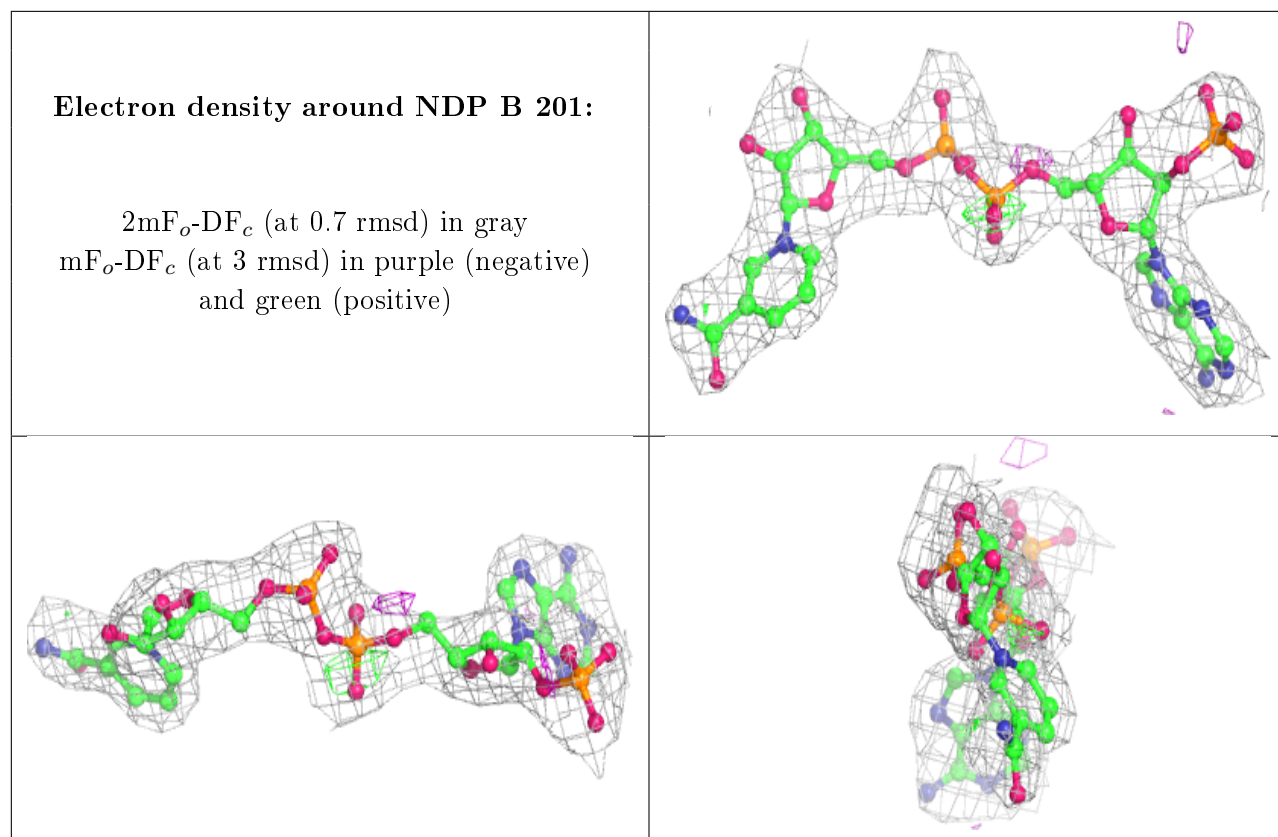 Electron density around NDP B 201:
2mFo-DFc (at 0.7 rmsd) in gray
mFo-DFc (at 3 rmsd) in purple (negative)
and green (positive)